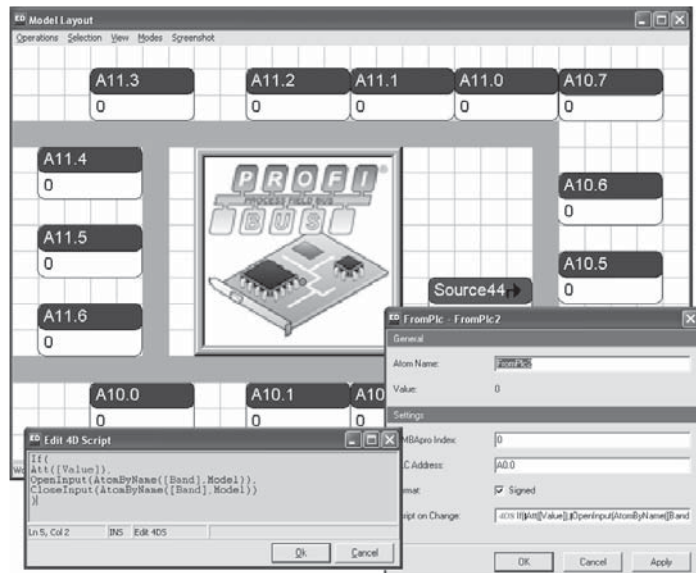 Model Layout
Operations Selection View Modes Screenshot
A11.3 A11.2 A11.1 A11.0 A10.7
0 0 0 0 0
A11.4
0
A10.6
0
A11.5
0
A10.5
0
A11.6
0
PROFI
PROCESS FIELD BUS
BUS
Source44
A10.0 A10.1 A10
0 0 0
FromPlc - FromPlc2
General
Atom Name: FromPlc2
Value: 0
Settings
MBApro Index: 0
LC Address: A0.0
Signed
ript on Change: 4DS If(Att([Value]),OpenInput(AtomByName([Band
OK Cancel Apply
Edit 4D Script
If(
Att([Value]),
OpenInput(AtomByName([Band],Model)),
CloseInput(AtomByName([Band],Model))
)
Ln 5, Col 2 INS Edit 4DS
Ok Cancel